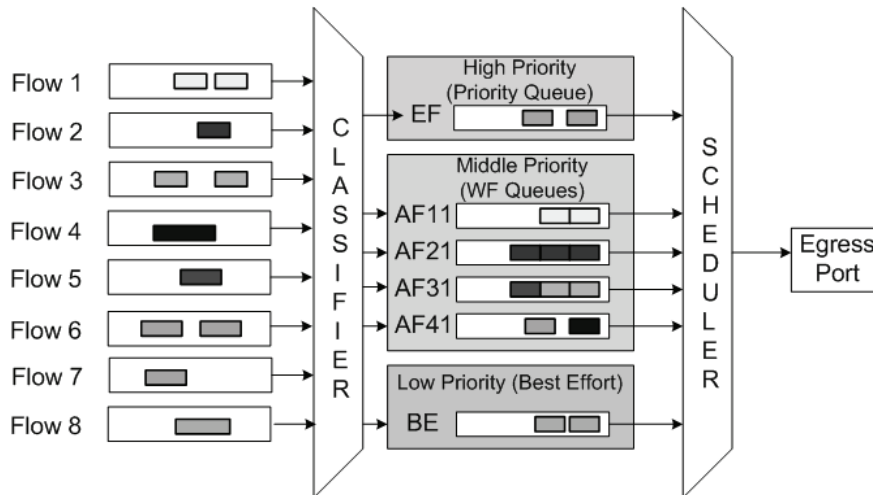 Flow 1
Flow 2
Flow 3
Flow 4
Flow 5
Flow 6
Flow 7
Flow 8
CLASSIFIER
High Priority
(Priority Queue)
EF
Middle Priority
(WF Queues)
AF11
AF21
AF31
AF41
Low Priority (Best Effort)
BE
SCHEDULER
Egress
Port